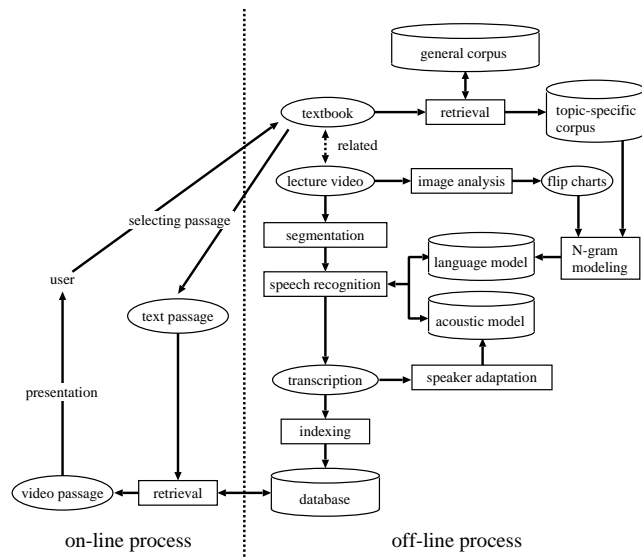 general corpus
textbook
retrieval
topic-specific
corpus
related
lecture video
image analysis
flip charts
selecting passage
segmentation
N-gram
modeling
language model
user
speech recognition
text passage
acoustic model
transcription
speaker adaptation
presentation
indexing
video passage
retrieval
database
on-line process
off-line process